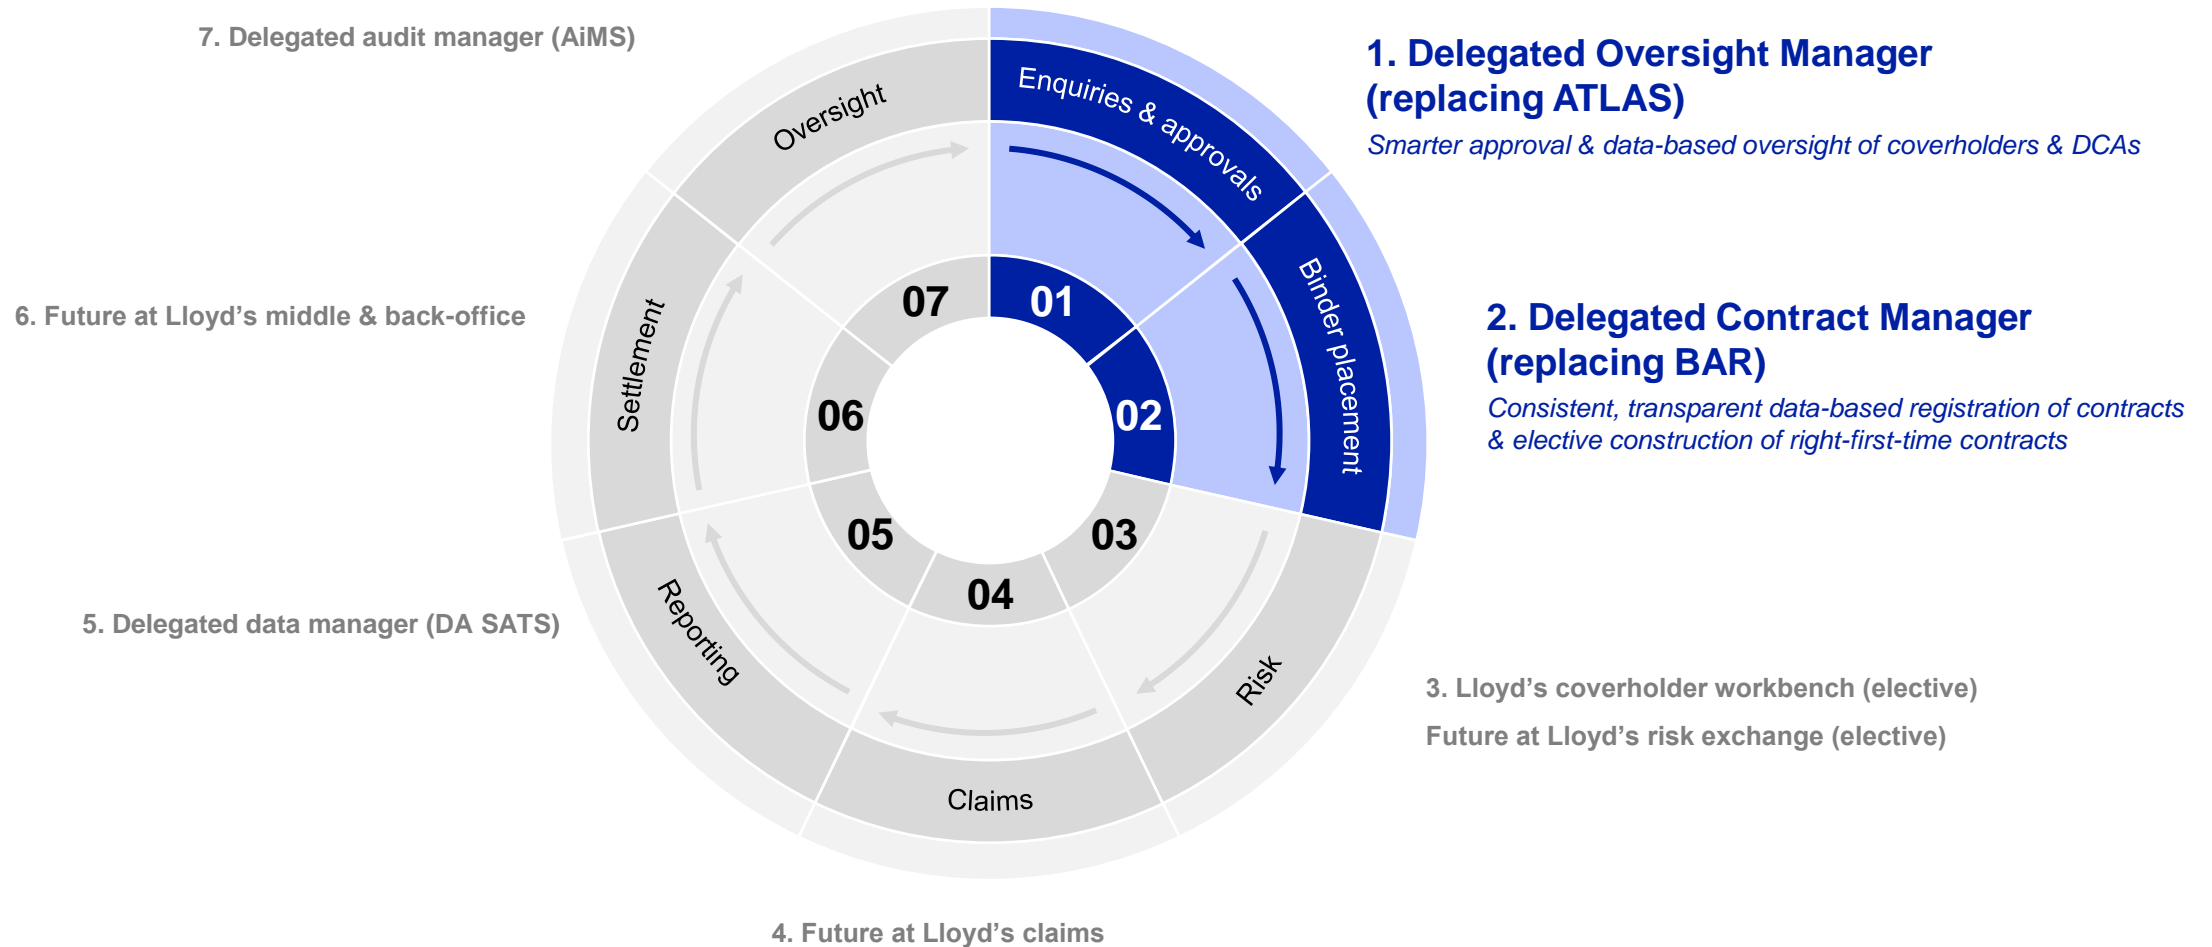 7. Delegated audit manager (AiMS)
1. Delegated Oversight Manager
(replacing ATLAS)
Smarter approval & data-based oversight of coverholders & DCAs
Oversight
Enquiries & approvals
6. Future at Lloyd’s middle & back-office
Settlement
07
01
Binder placement
2. Delegated Contract Manager
(replacing BAR)
Consistent, transparent data-based registration of contracts
& elective construction of right-first-time contracts
06
02
05
03
04
5. Delegated data manager (DA SATS)
Reporting
Risk
3. Lloyd’s coverholder workbench (elective)
Future at Lloyd’s risk exchange (elective)
Claims
4. Future at Lloyd’s claims